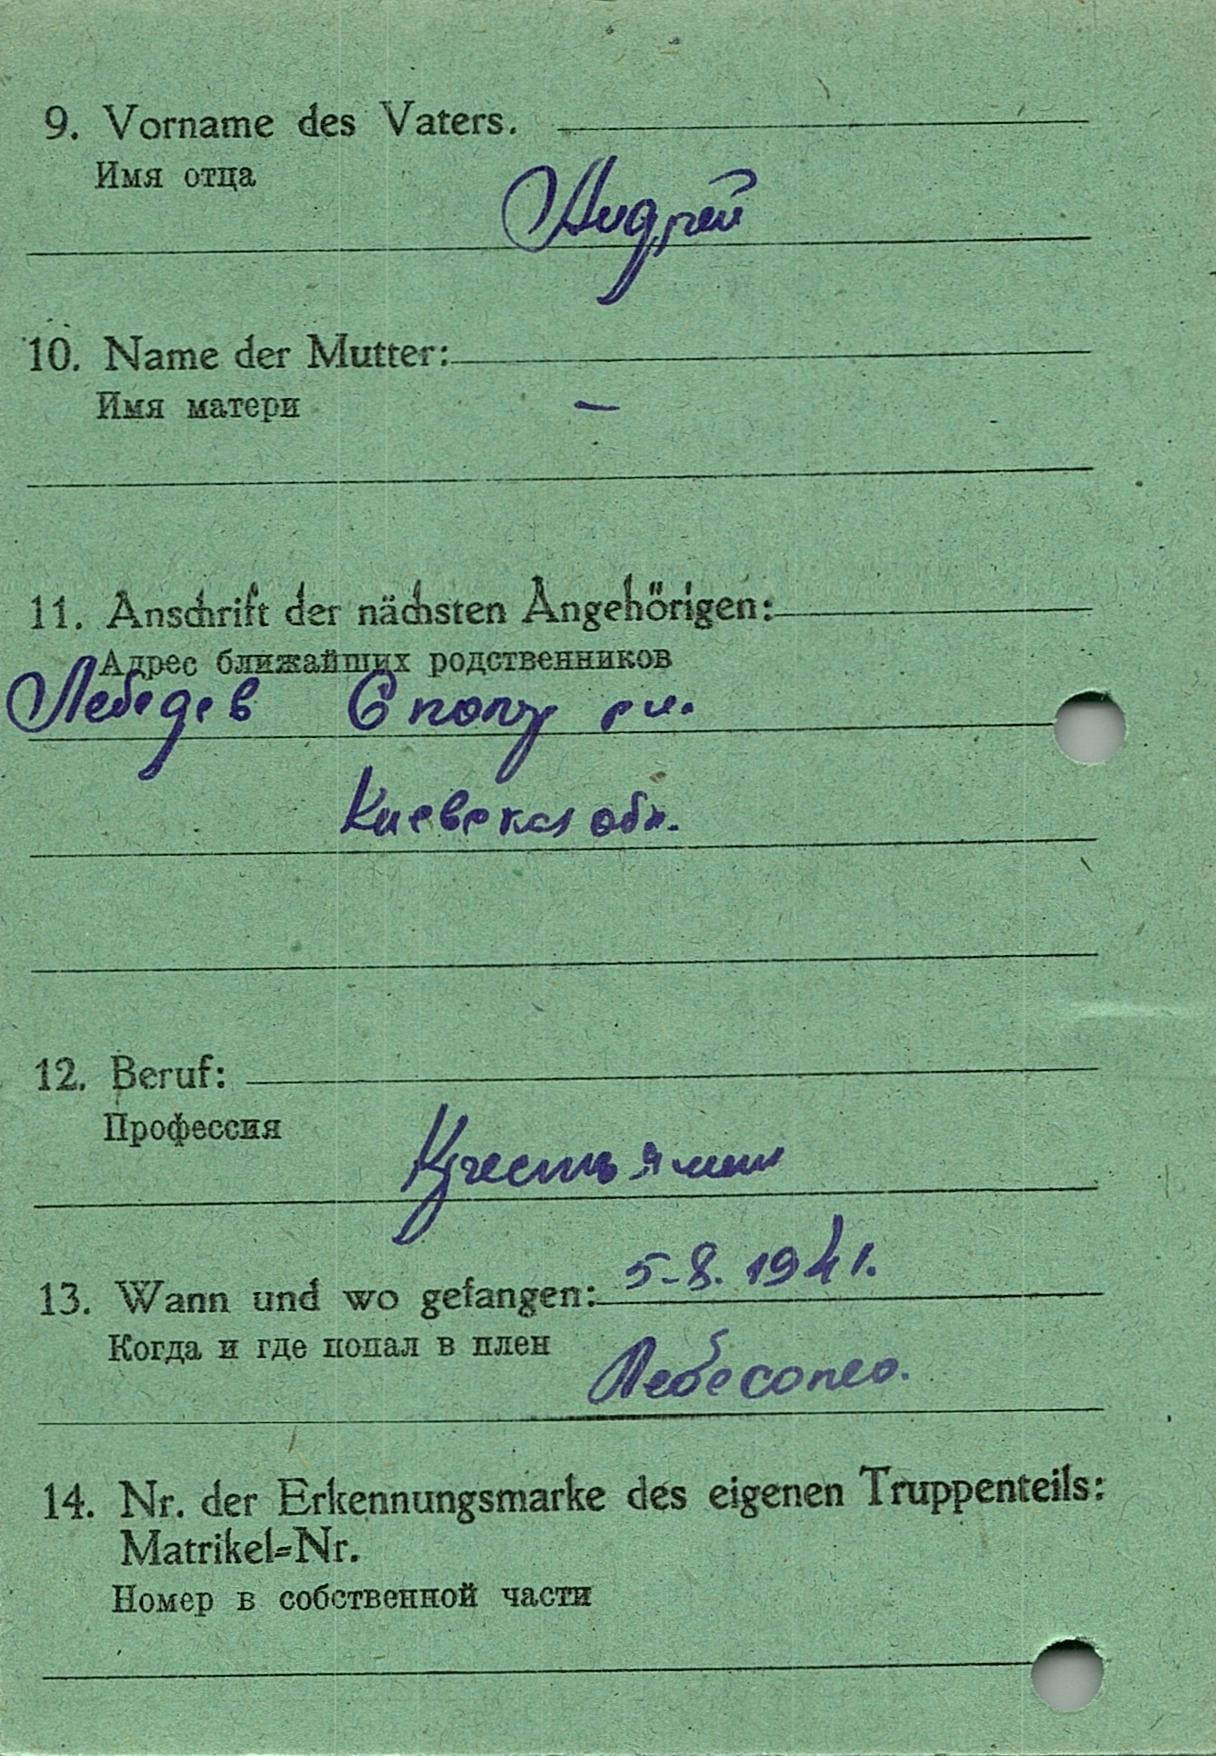 9. Vorname des Vaters.
Имя отца
Андрей
10. Name der Mutter:
Имя матери
–
11. Anschrift der nächsten Angehörigen:
Адрес ближайших родственников
Лебедев
Киевская обл.
12. Beruf:
Профессия
Крестьянин
13. Wann und wo gefangen: 5-8. 1941.
Когда и где попал в плен
14. Nr. der Erkennungsmarke des eigenen Truppenteils:
Matrikel=Nr.
Номер в собственной части